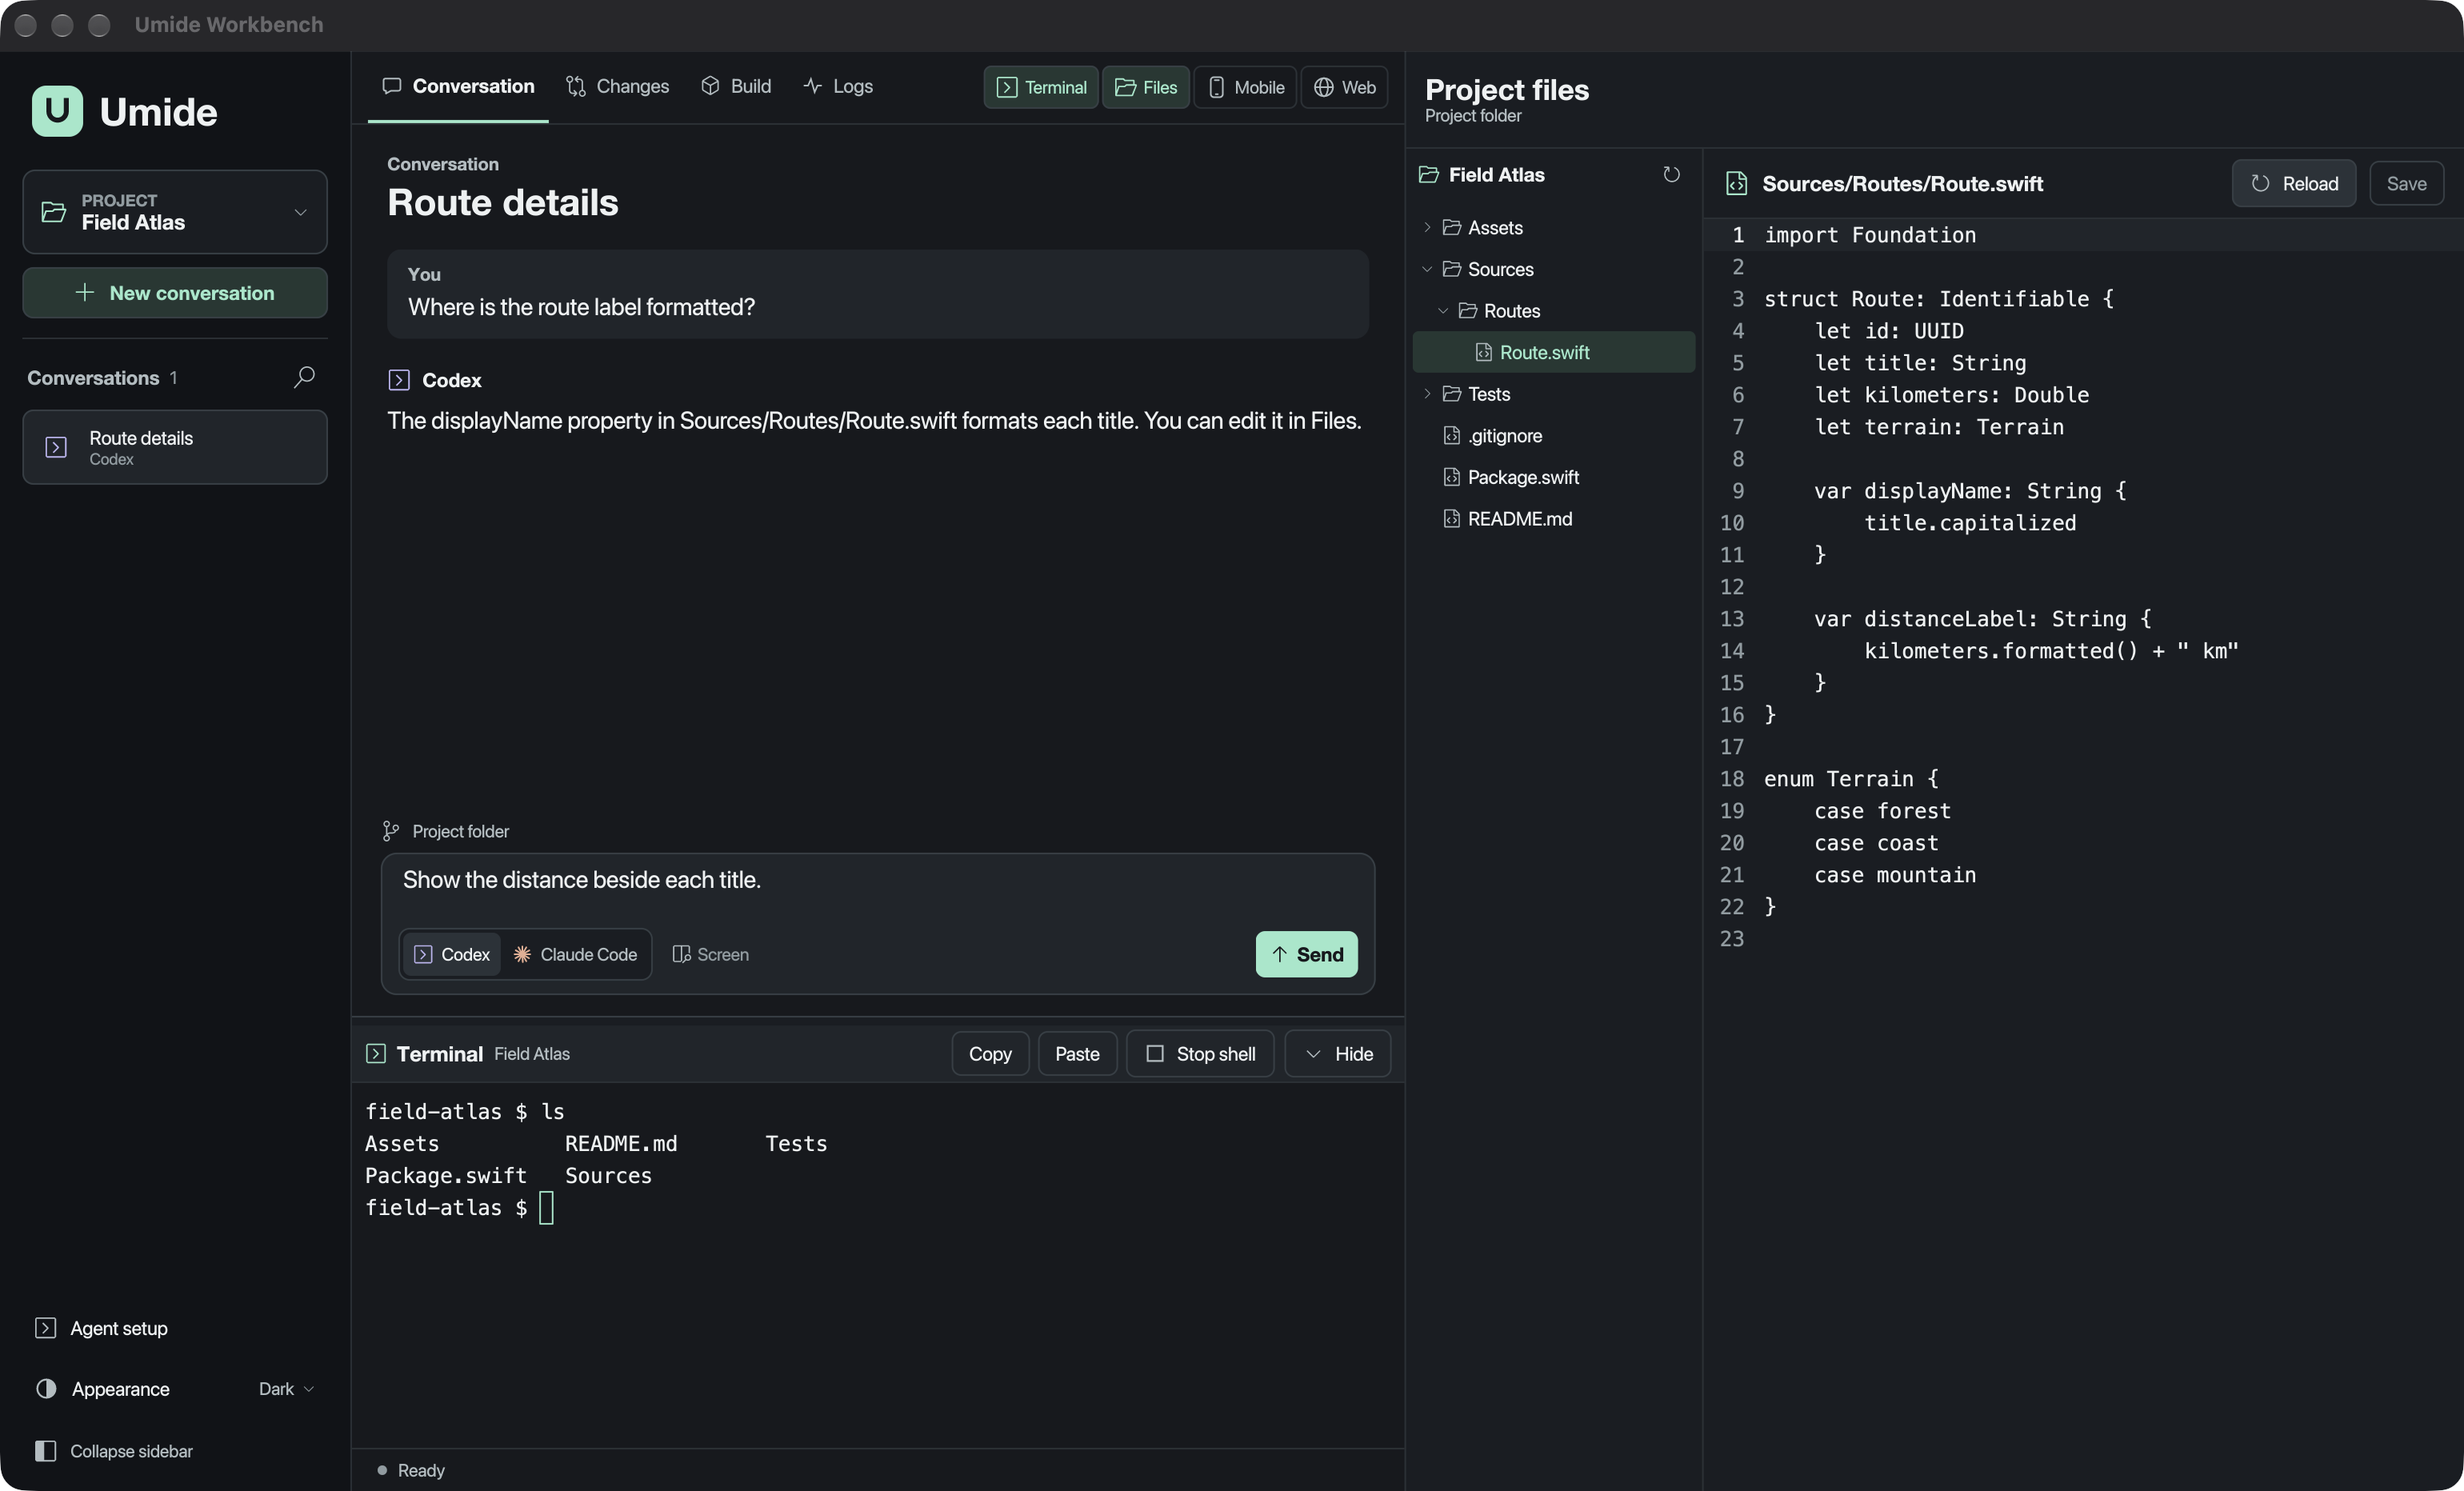 Umide Workbench
U Umide
PROJECT
Field Atlas
New conversation
Conversations 1
Route details
Codex
Agent setup
Appearance Dark
Collapse sidebar
Conversation Changes Build Logs Terminal Files Mobile Web
Conversation
Route details
You
Where is the route label formatted?
Codex
The displayName property in Sources/Routes/Route.swift formats each title. You can edit it in Files.
Project folder
Show the distance beside each title.
Codex Claude Code Screen Send
Terminal Field Atlas Copy Paste Stop shell Hide
field-atlas $ ls
Assets README.md Tests
Package.swift Sources
field-atlas $
Ready
Project files
Project folder
Field Atlas
Assets
Sources
Routes
Route.swift
Tests
.gitignore
Package.swift
README.md
Sources/Routes/Route.swift Reload Save
1 import Foundation
2
3 struct Route: Identifiable {
4     let id: UUID
5     let title: String
6     let kilometers: Double
7     let terrain: Terrain
8
9     var displayName: String {
10         title.capitalized
11     }
12
13     var distanceLabel: String {
14         kilometers.formatted() + " km"
15     }
16 }
17
18 enum Terrain {
19     case forest
20     case coast
21     case mountain
22 }
23